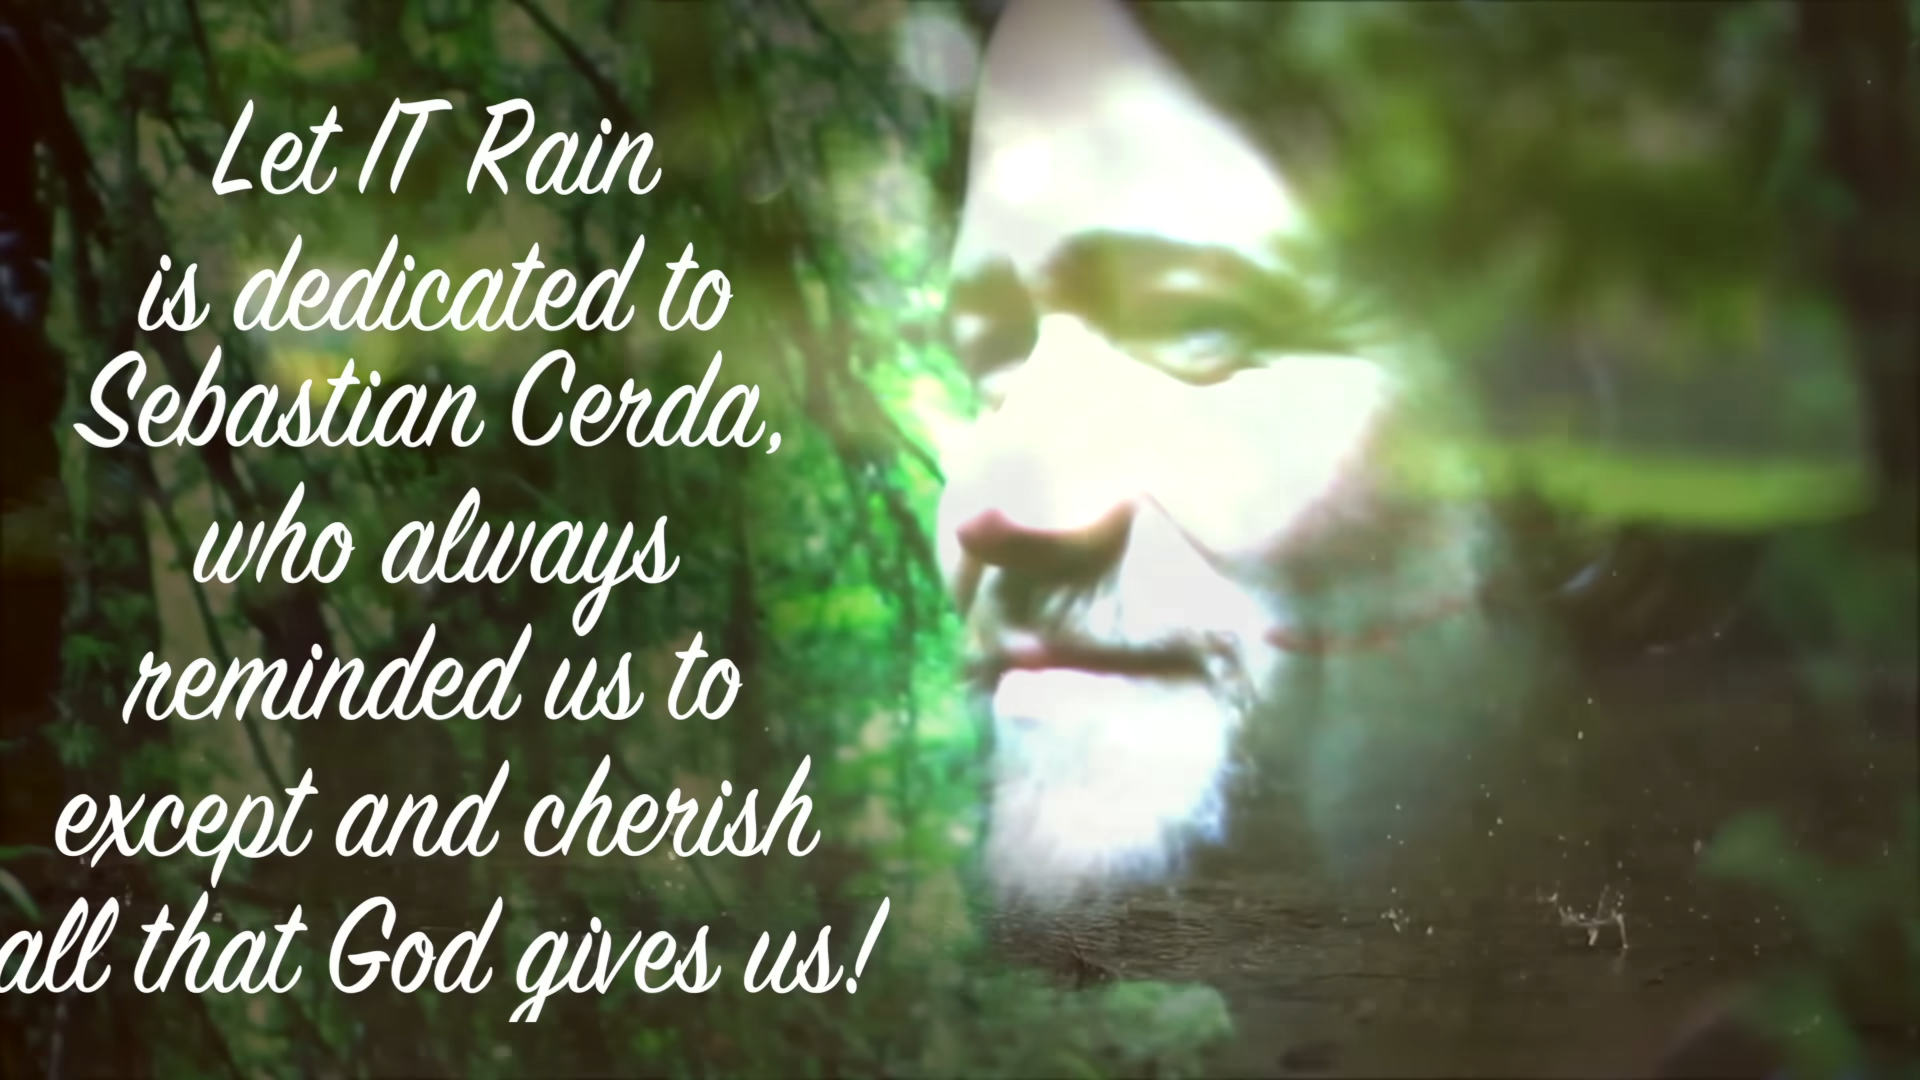 Let IT Rain
is dedicated to
Sebastian Cerda,
who always
reminded us to
except and cherish
all that God gives us!